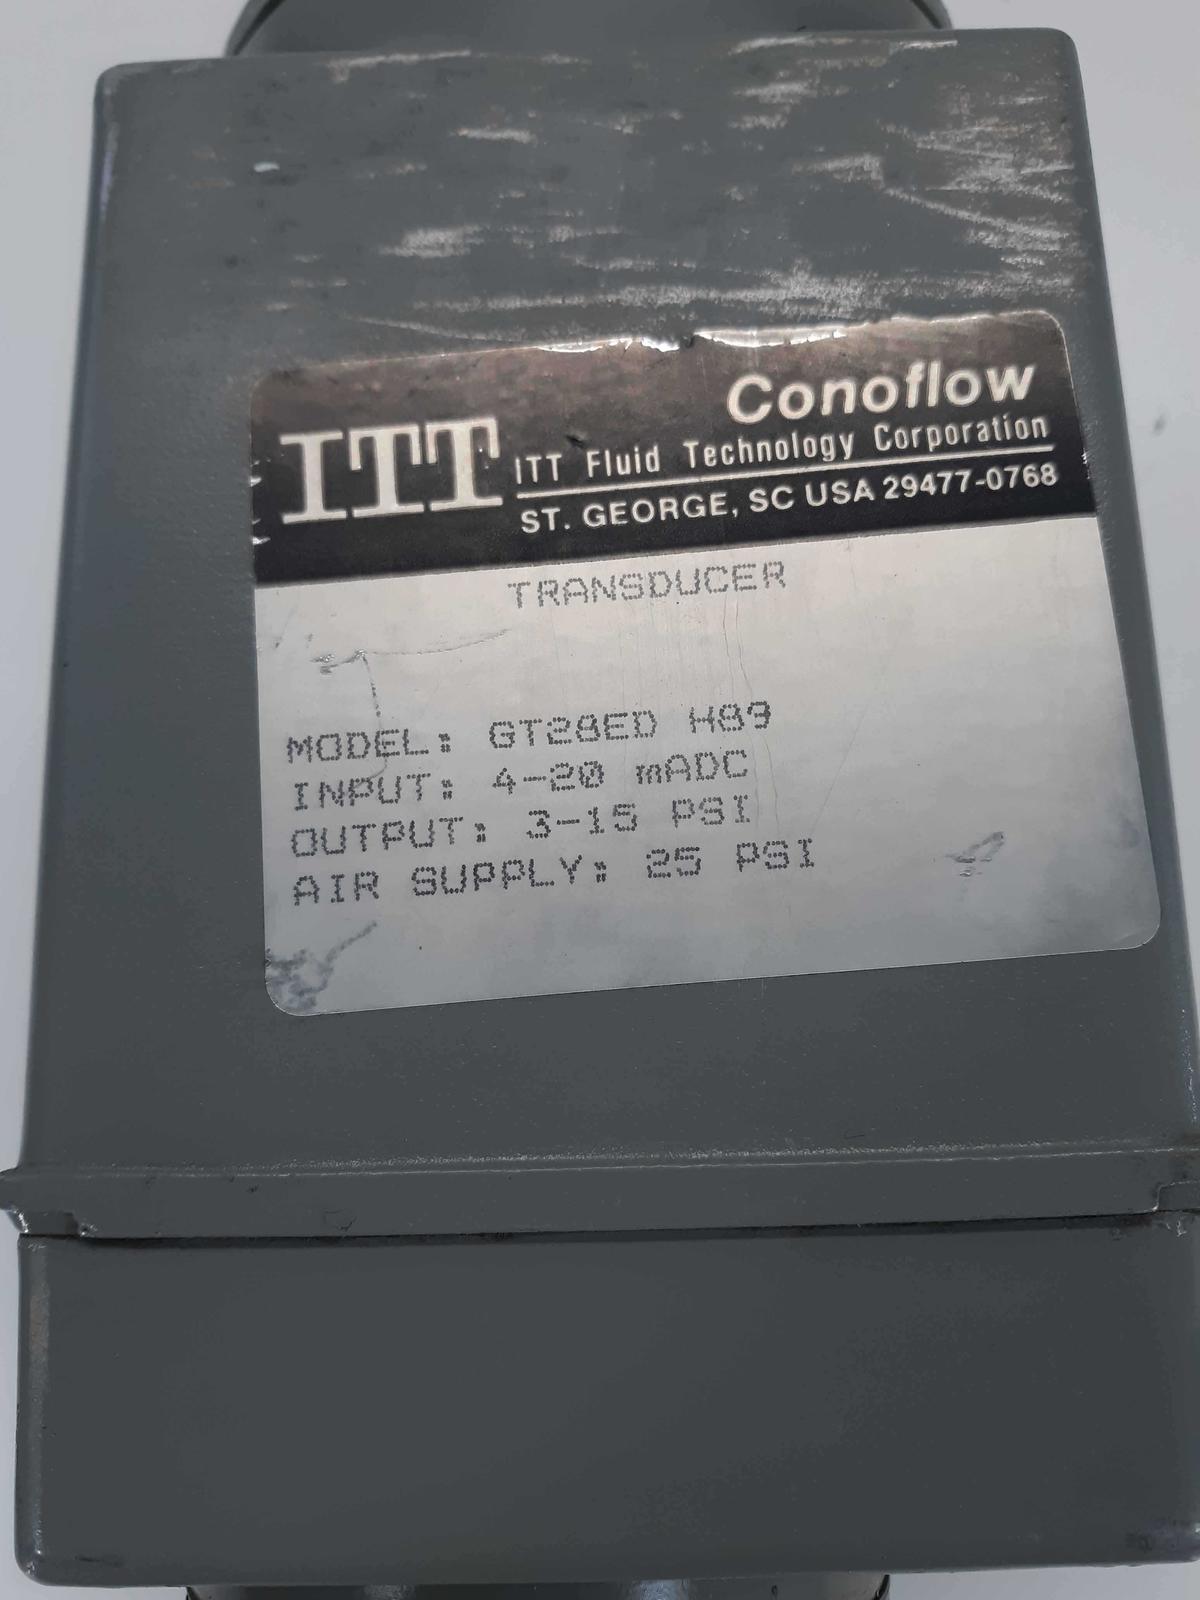 Conoflow
ITT ITT Fluid Technology Corporation
ST. GEORGE, SC USA 29477-0768
TRANSDUCER
MODEL: GT28ED H89
INPUT: 4-20 mADC
OUTPUT: 3-15 PSI
AIR SUPPLY: 25 PSI